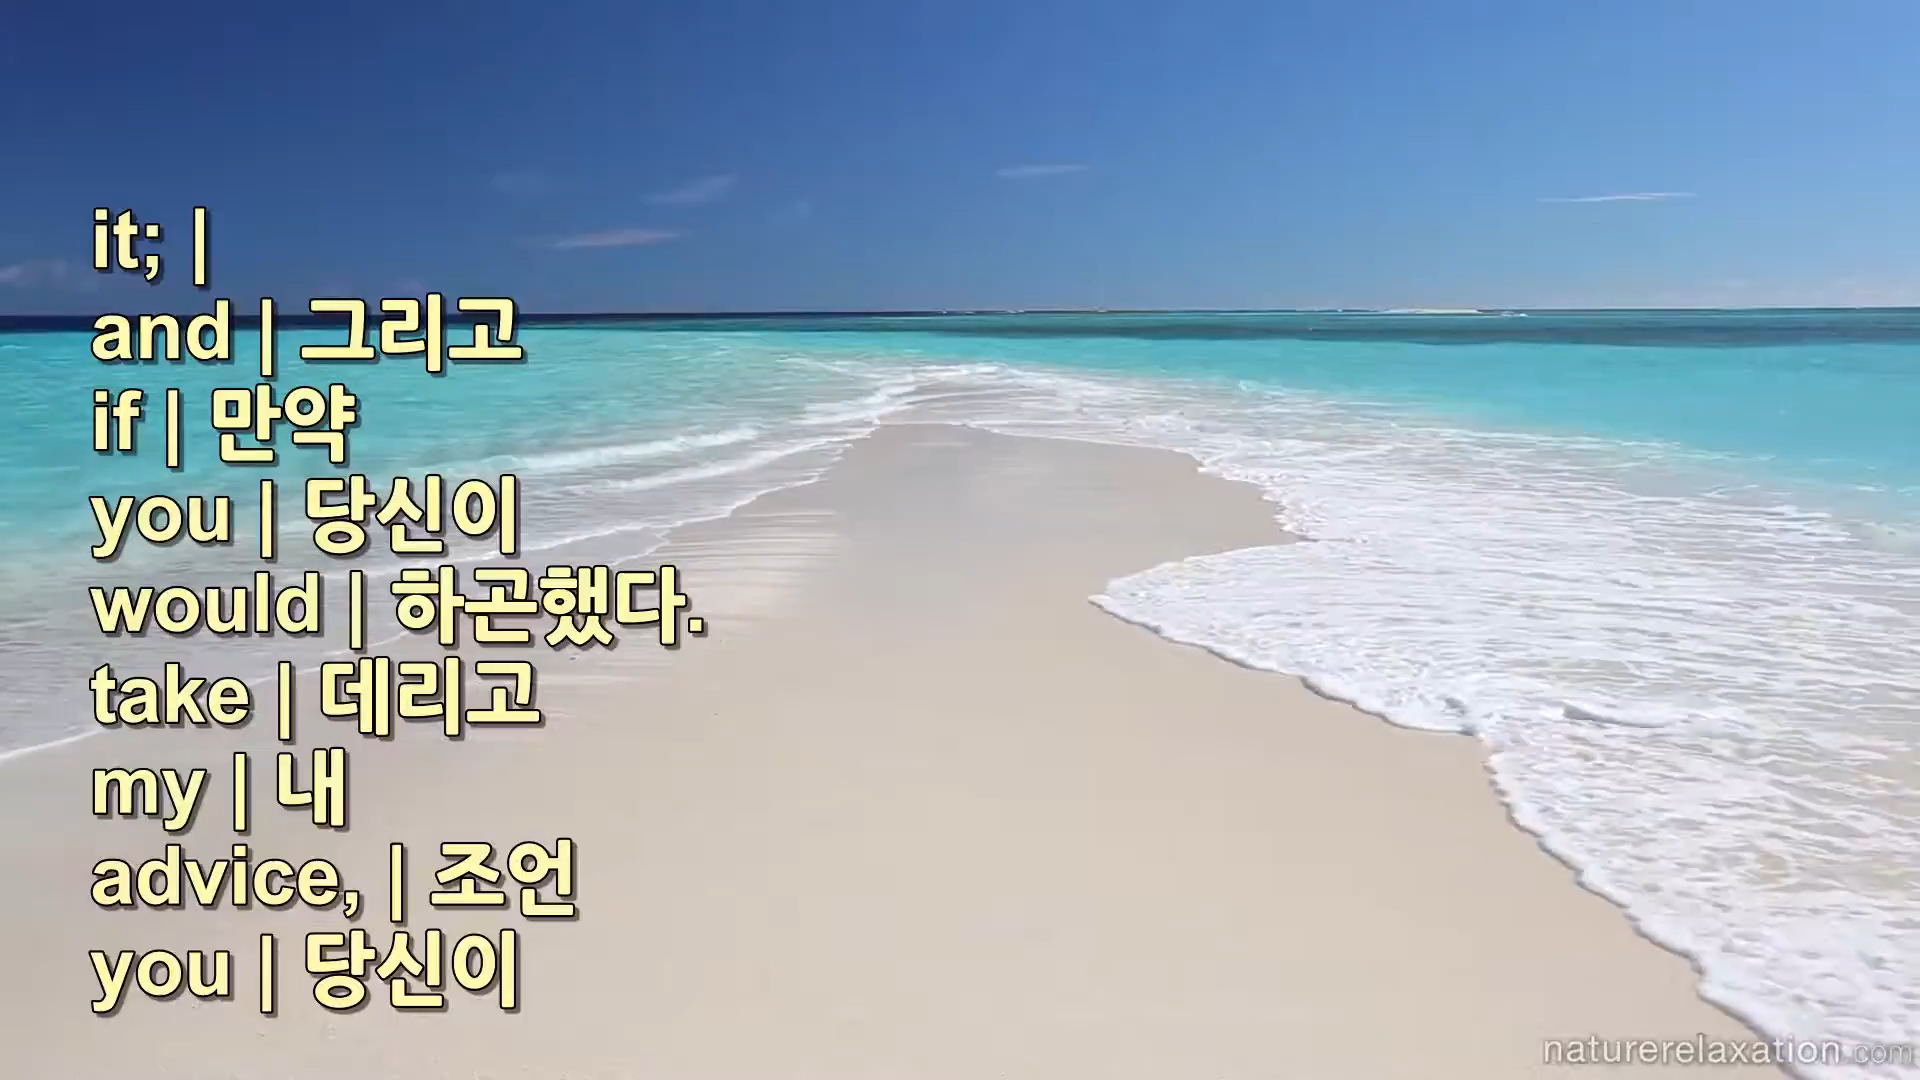 it; |
and | 그리고
if | 만약
you | 당신이
would | 하곤했다.
take | 데리고
my | 내
advice, | 조언
you | 당신이
naturerelaxation.com